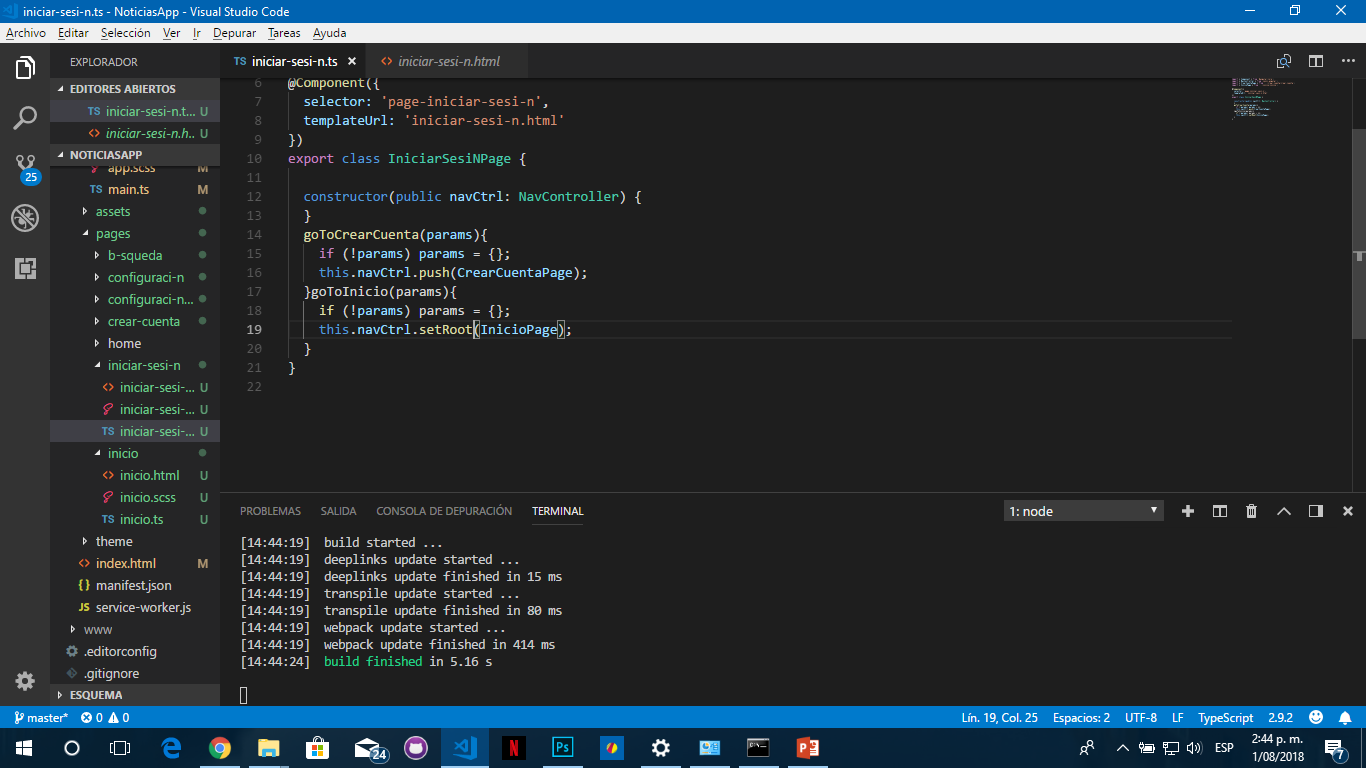 iniciar-sesi-n.ts - NoticiasApp - Visual Studio Code
Archivo Editar Selección Ver Ir Depurar Tareas Ayuda
EXPLORADOR
EDITORES ABIERTOS
TS iniciar-sesi-n.t... U
<> iniciar-sesi-n.h... U
NOTICIASAPP
app.scss M
TS main.ts M
assets
pages
b-squeda
configuraci-n
configuraci-n...
crear-cuenta
home
iniciar-sesi-n
<> iniciar-sesi-... U
iniciar-sesi-... U
TS iniciar-sesi-... U
inicio
<> inicio.html U
inicio.scss U
TS inicio.ts U
theme
<> index.html M
{} manifest.json
JS service-worker.js
www
.editorconfig
.gitignore
ESQUEMA
25
TS iniciar-sesi-n.ts ×
<> iniciar-sesi-n.html
6 @Component({
7 selector: 'page-iniciar-sesi-n',
8 templateUrl: 'iniciar-sesi-n.html'
9 })
10 export class IniciarSesiNPage {
11
12 constructor(public navCtrl: NavController) {
13 }
14 goToCrearCuenta(params){
15 if (!params) params = {};
16 this.navCtrl.push(CrearCuentaPage);
17 }goToInicio(params){
18 if (!params) params = {};
19 this.navCtrl.setRoot(InicioPage);
20 }
21 }
22
PROBLEMAS SALIDA CONSOLA DE DEPURACIÓN TERMINAL
1: node
[14:44:19] build started ...
[14:44:19] deeplinks update started ...
[14:44:19] deeplinks update finished in 15 ms
[14:44:19] transpile update started ...
[14:44:19] transpile update finished in 80 ms
[14:44:19] webpack update started ...
[14:44:19] webpack update finished in 414 ms
[14:44:24] build finished in 5.16 s
master* 0 0
Lín. 19, Col. 25 Espacios: 2 UTF-8 LF TypeScript 2.9.2
24
N
Ps
ESP
2:44 p. m.
1/08/2018
7